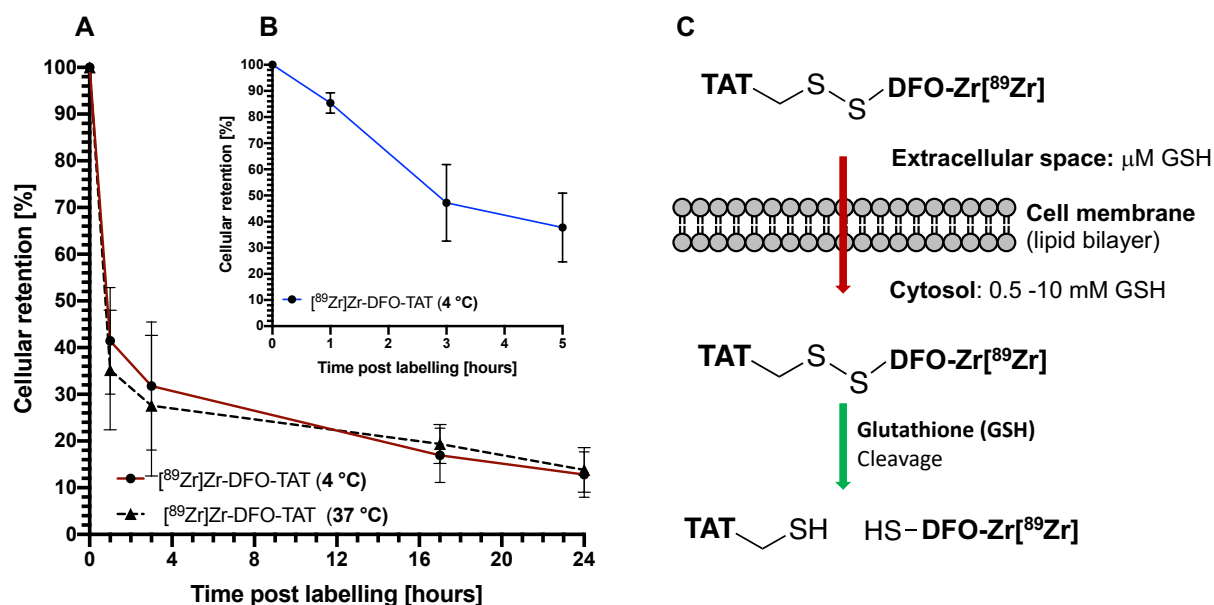 A
B
C
Cellular retention [%]
100
90
80
70
60
50
40
30
20
10
0
0
4
8
12
16
20
24
Time post labelling [hours]
[⁸⁹Zr]Zr-DFO-TAT (4 °C)
[⁸⁹Zr]Zr-DFO-TAT (37 °C)
Cellular retention [%]
100
90
80
70
60
50
40
30
20
10
0
0
1
2
3
4
5
Time post labelling [hours]
[⁸⁹Zr]Zr-DFO-TAT (4 °C)
TAT S S DFO-Zr[⁸⁹Zr]
Extracellular space: μM GSH
Cell membrane
(lipid bilayer)
Cytosol: 0.5 -10 mM GSH
TAT S S DFO-Zr[⁸⁹Zr]
Glutathione (GSH)
Cleavage
TAT SH HS-DFO-Zr[⁸⁹Zr]